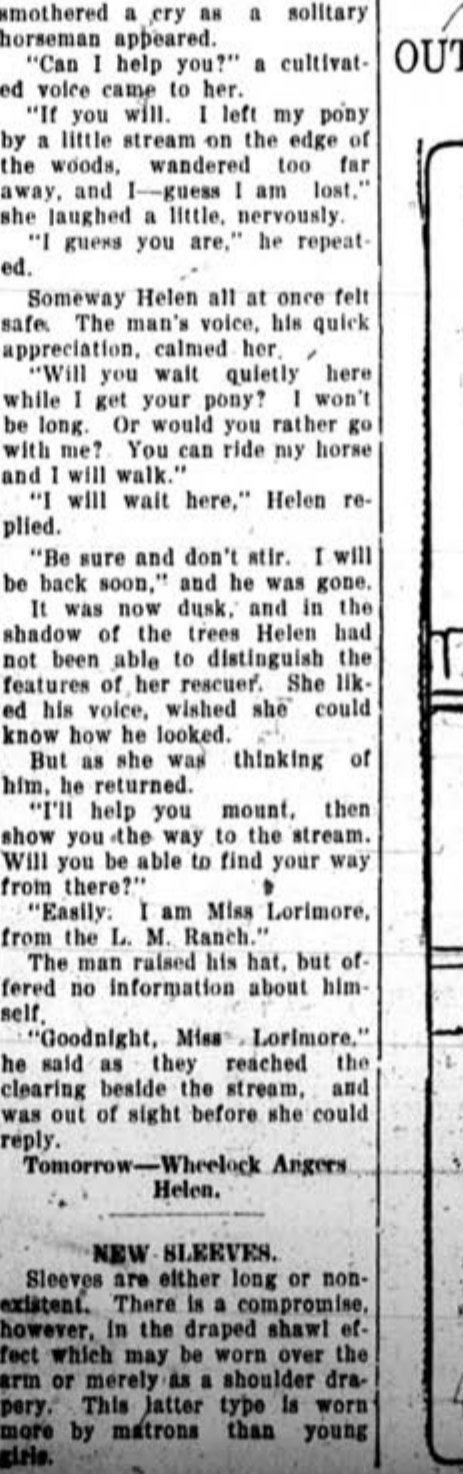 smothered a cry as a solitary
horseman appeared.
"Can I help you?" a cultivat-
ed voice came to her.
"If you will. I left my pony
by a little stream on the edge of
the woods, wandered too far
away, and I—guess I am lost,"
she laughed a little, nervously.
"I guess you are," he repeat-
ed.
Someway Helen all at once felt
safe. The man's voice, his quick
appreciation, calmed her.
"Will you wait quietly here
while I get your pony? I won't
be long. Or would you rather go
with me? You can ride my horse
and I will walk."
"I will wait here," Helen re-
plied.
"Be sure and don't stir. I will
be back soon," and he was gone.
It was now dusk, and in the
shadow of the trees Helen had
not been able to distinguish the
features of her rescuer. She lik-
ed his voice, wished she could
know how he looked.
But as she was thinking of
him, he returned.
"I'll help you mount, then
show you the way to the stream.
Will you be able to find your way
from there?"
"Easily. I am Miss Lorimore,
from the L. M. Ranch."
The man raised his hat, but of-
fered no information about him-
self.
"Goodnight, Miss Lorimore,"
he said as they reached the
clearing beside the stream, and
was out of sight before she could
reply.
Tomorrow—Wheelock Angers
Helen.
NEW SLEEVES.
Sleeves are either long or non-
existent. There is a compromise,
however, in the draped shawl ef-
fect which may be worn over the
arm or merely as a shoulder dra-
pery. This latter type is worn
more by matrons than young
girls.
OUT